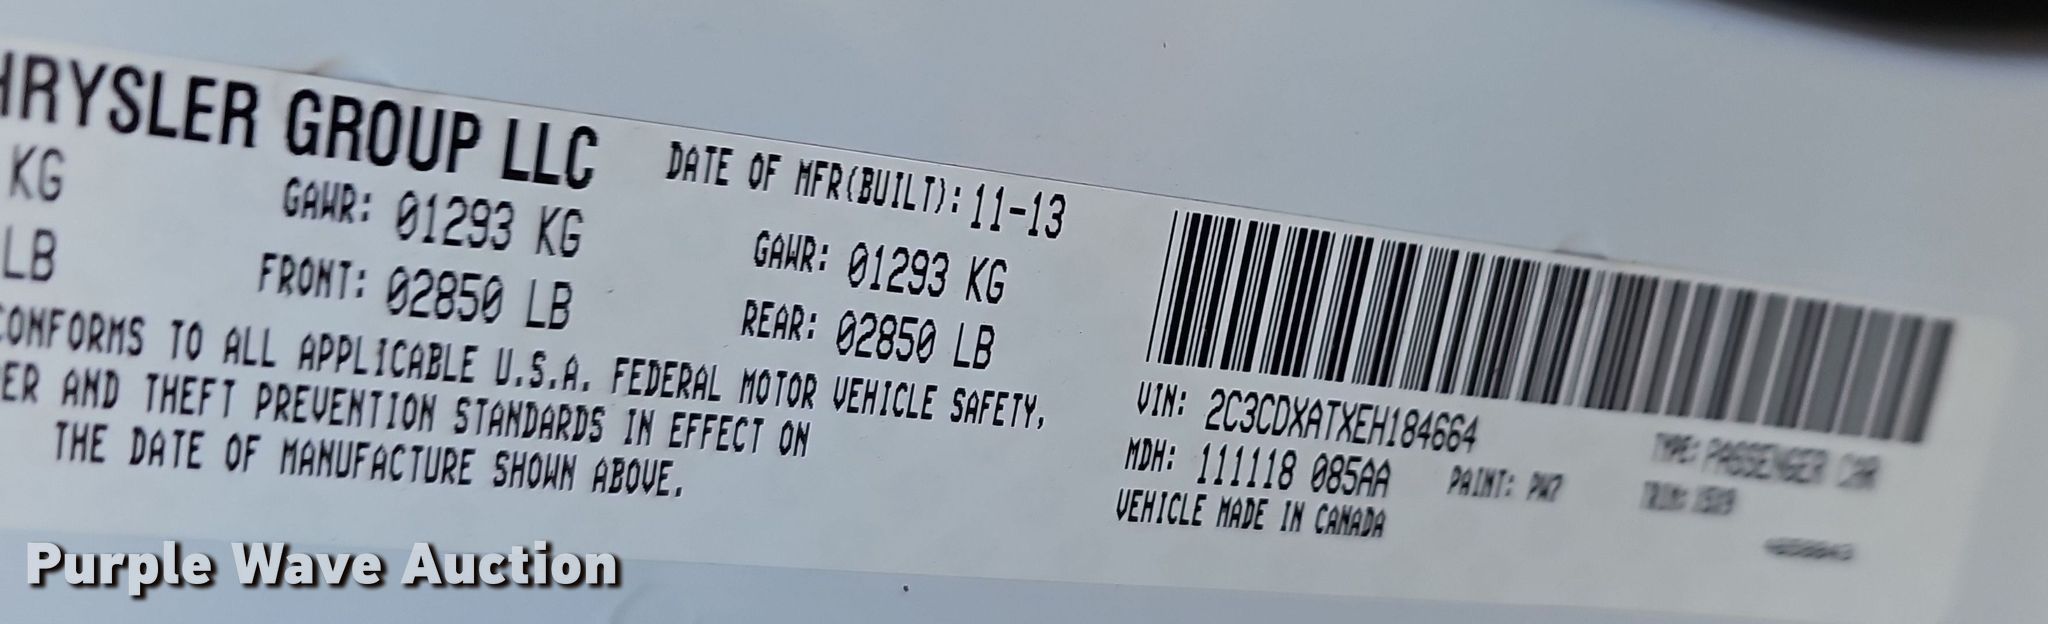 HRYSLER GROUP LLC DATE OF MFR(BUILT): 11-13
KG GAWR: 01293 KG GAWR: 01293 KG
LB FRONT: 02850 LB REAR: 02850 LB
CONFORMS TO ALL APPLICABLE U.S.A. FEDERAL MOTOR VEHICLE SAFETY,
ER AND THEFT PREVENTION STANDARDS IN EFFECT ON
THE DATE OF MANUFACTURE SHOWN ABOVE.
VIN: 2C3CDXATXEH184664
TYPE: PASSENGER CAR
MDH: 111118 085AA PAINT: PW7
VEHICLE MADE IN CANADA
Purple Wave Auction